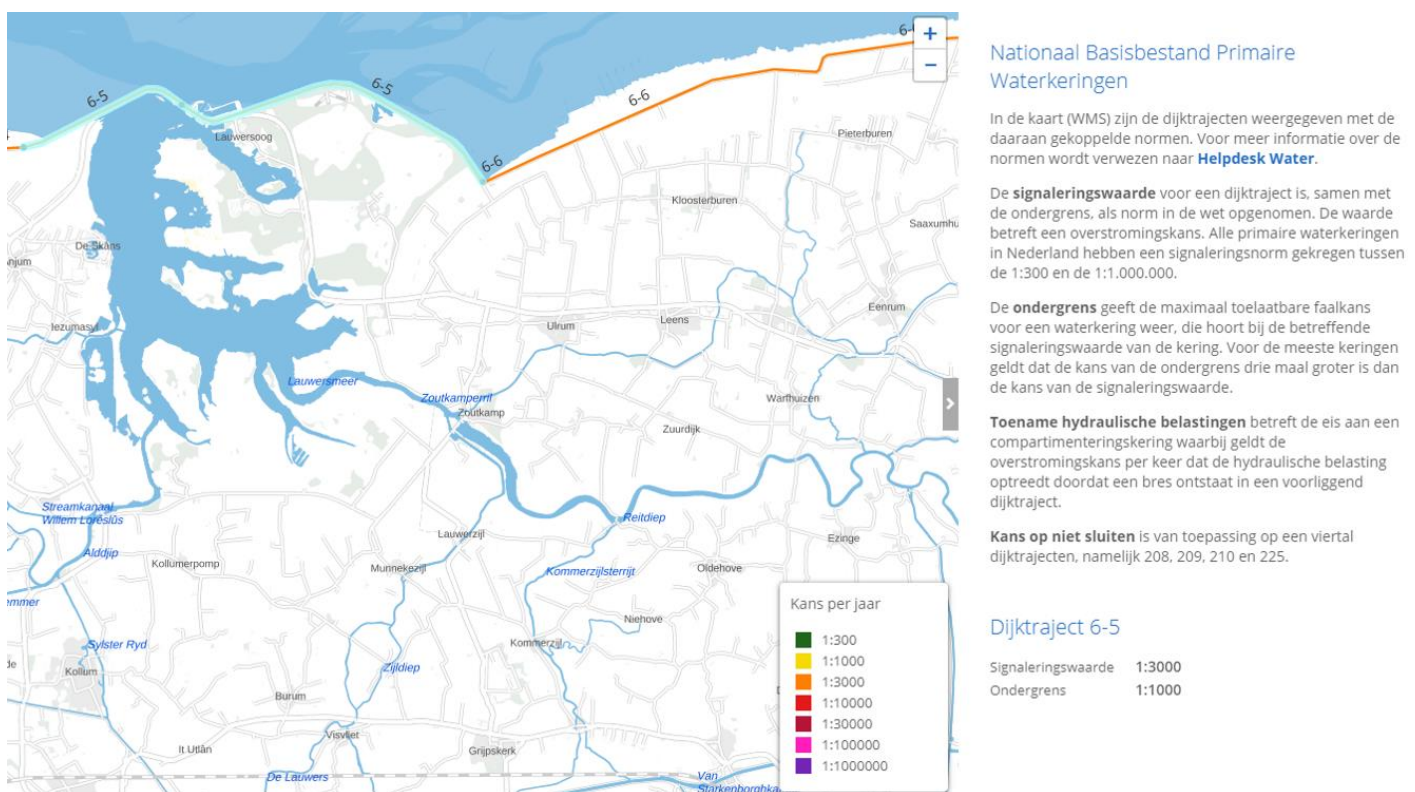 6-6
+
−
6-5
6-5
6-6
Lauwersoog
Pieterburen
6-6
Kloosterburen
Saaxumhu
De Skâns
njum
Eenrum
Iezumasyl
Ulrum
Leens
Lauwersmeer
Zoutkamperril
Zoutkamp
Warfhuizen
Zuurdijk
Streamkanaal
Willem Loresiûs
Reitdiep
Lauwerzijl
Ezinge
Alddjip
Kollumerpomp
Munnekezijl
Kommerzijlsterrijt
Oldehove
emmer
Niehove
Sylster Ryd
Kommerzijl
de
Kollum
Zijldiep
Burum
Visvliet
It Utlân
Grijpskerk
De Lauwers
Van
Starkenborghka
Kans per jaar
1:300
1:1000
1:3000
1:10000
1:30000
1:100000
1:1000000
Nationaal Basisbestand Primaire
Waterkeringen
In de kaart (WMS) zijn de dijktrajecten weergegeven met de
daaraan gekoppelde normen. Voor meer informatie over de
normen wordt verwezen naar Helpdesk Water.
De signaleringswaarde voor een dijktraject is, samen met
de ondergrens, als norm in de wet opgenomen. De waarde
betreft een overstromingskans. Alle primaire waterkeringen
in Nederland hebben een signaleringsnorm gekregen tussen
de 1:300 en de 1:1.000.000.
De ondergrens geeft de maximaal toelaatbare faalkans
voor een waterkering weer, die hoort bij de betreffende
signaleringswaarde van de kering. Voor de meeste keringen
geldt dat de kans van de ondergrens drie maal groter is dan
de kans van de signaleringswaarde.
Toename hydraulische belastingen betreft de eis aan een
compartimenteringskering waarbij geldt de
overstromingskans per keer dat de hydraulische belasting
optreedt doordat een bres ontstaat in een voorliggend
dijktraject.
Kans op niet sluiten is van toepassing op een viertal
dijktrajecten, namelijk 208, 209, 210 en 225.
Dijktraject 6-5
Signaleringswaarde 1:3000
Ondergrens 1:1000